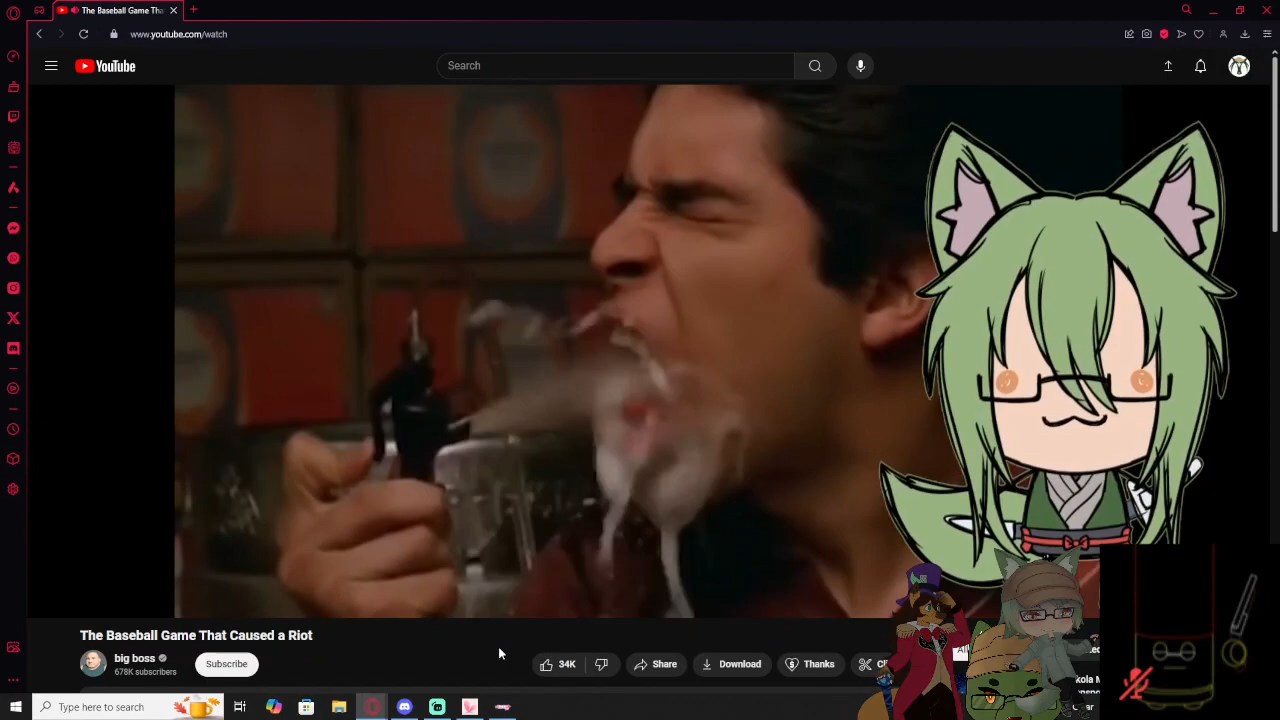 The Baseball Game Tha
www.youtube.com/watch
YouTube
Search
The Baseball Game That Caused a Riot
big boss
678K subscribers
Subscribe
34K
Share
Download
Thanks
Type here to search